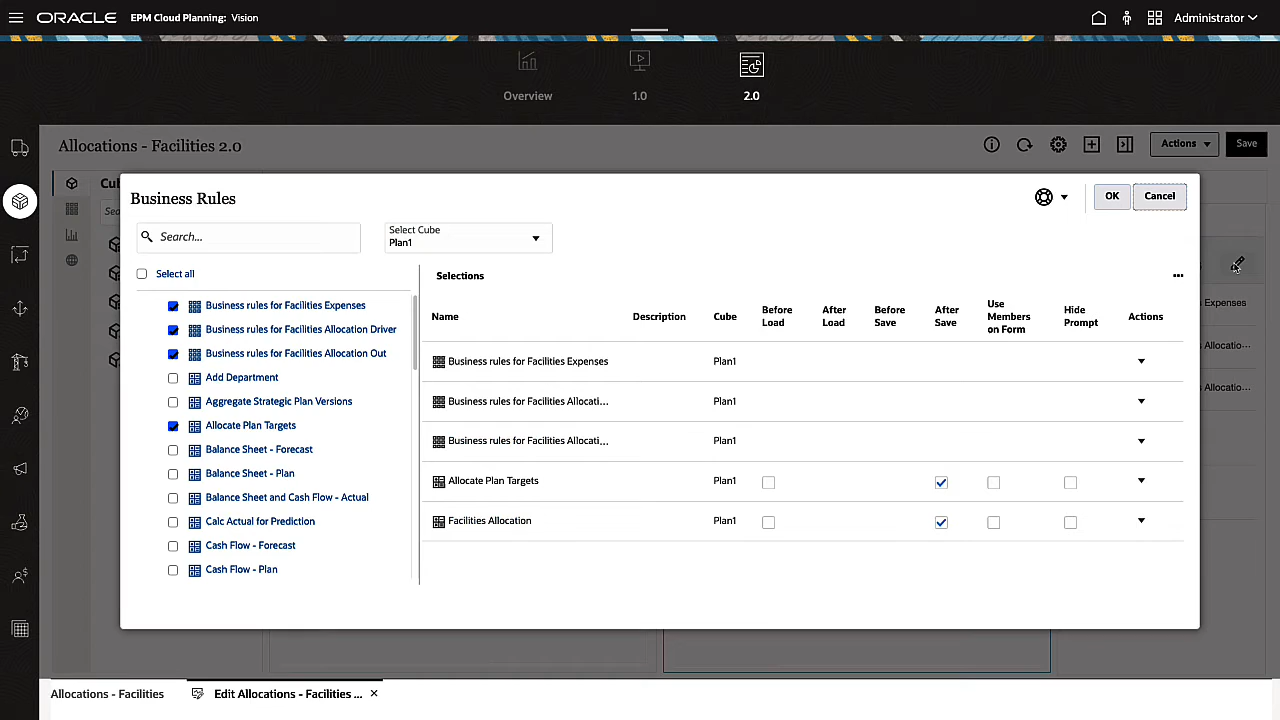 ORACLE EPM Cloud Planning: Vision
Administrator
Overview
1.0
2.0
Allocations - Facilities 2.0
Actions
Save
Business Rules
OK
Cancel
Search...
Select Cube
Plan1
Select all
Business rules for Facilities Expenses
Business rules for Facilities Allocation Driver
Business rules for Facilities Allocation Out
Add Department
Aggregate Strategic Plan Versions
Allocate Plan Targets
Balance Sheet - Forecast
Balance Sheet - Plan
Balance Sheet and Cash Flow - Actual
Calc Actual for Prediction
Cash Flow - Forecast
Cash Flow - Plan
Selections
Name Description Cube Before Load After Load Before Save After Save Use Members on Form Hide Prompt Actions
Business rules for Facilities Expenses Plan1
Business rules for Facilities Allocati... Plan1
Business rules for Facilities Allocati... Plan1
Allocate Plan Targets Plan1
Facilities Allocation Plan1
Expenses
Allocatio...
Allocatio...
Allocations - Facilities
Edit Allocations - Facilities ...